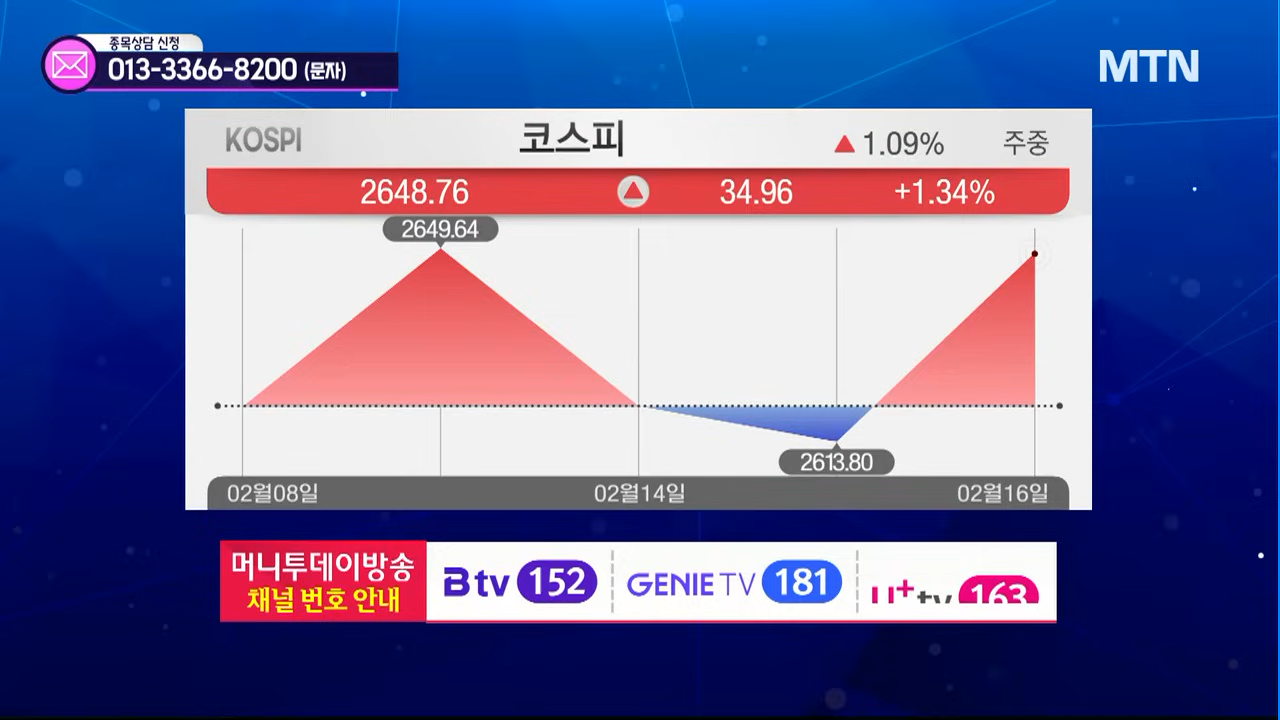 종목상담 신청
013-3366-8200 (문자)
MTN
KOSPI 코스피 ▲ 1.09% 주중
2648.76 ▲ 34.96 +1.34%
2649.64
2613.80
02월08일 02월14일 02월16일
머니투데이방송
채널 번호 안내
B tv 152 GENIE TV 181 U+tv 163